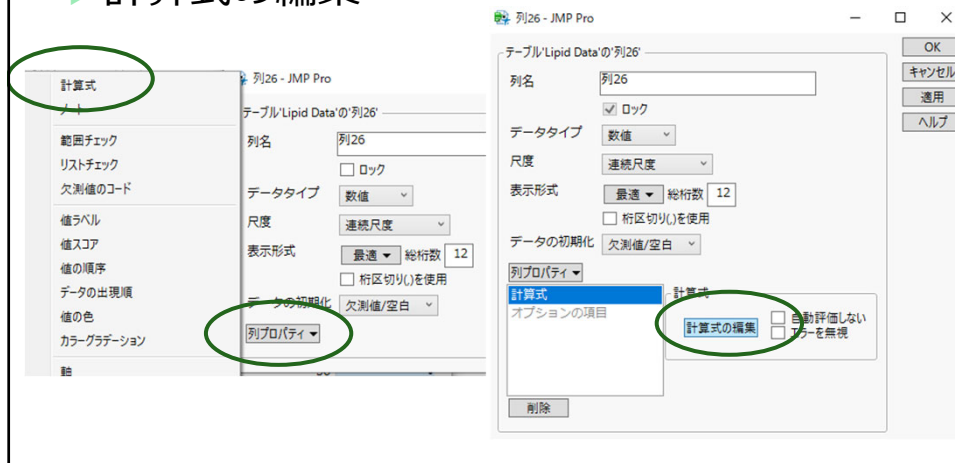 計算式の編集
計算式
ノート
範囲チェック
リストチェック
欠測値のコード
値ラベル
値スコア
値の順序
データの出現順
値の色
カラーグラデーション
軸
列26 - JMP Pro
テーブル'Lipid Data'の'列26'
列名 列26
ロック
データタイプ 数値
尺度 連続尺度
表示形式 最適 総桁数 12
桁区切り(,)を使用
データの初期化 欠測値/空白
列プロパティ
列26 - JMP Pro
テーブル'Lipid Data'の'列26'
列名 列26
ロック
データタイプ 数値
尺度 連続尺度
表示形式 最適 総桁数 12
桁区切り(,)を使用
データの初期化 欠測値/空白
列プロパティ
計算式
オプションの項目
計算式
計算式の編集
自動評価しない
エラーを無視
削除
OK
キャンセル
適用
ヘルプ